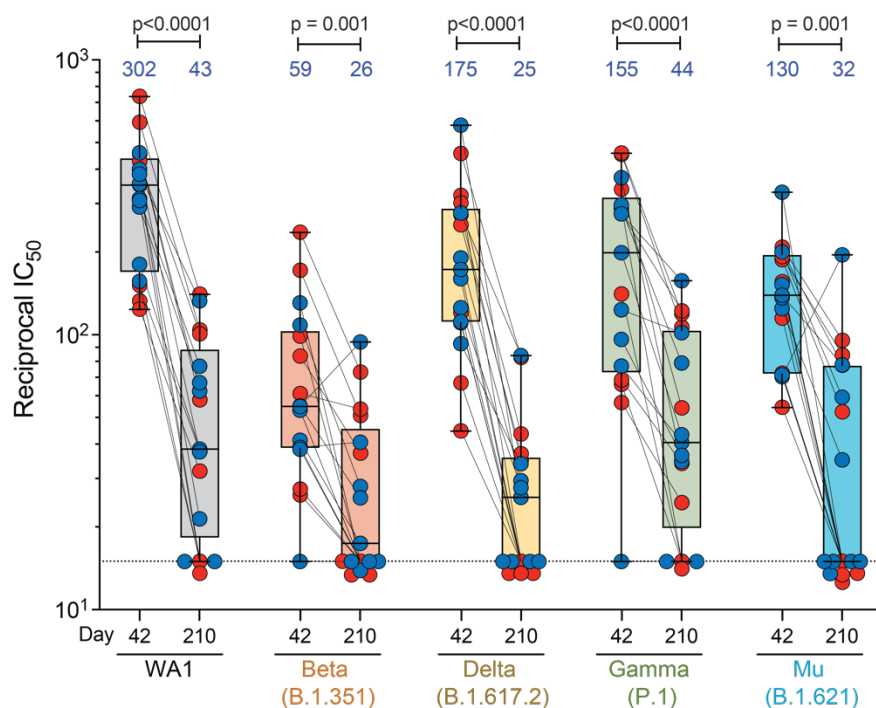 p<0.0001 p = 0.001 p<0.0001 p<0.0001 p = 0.001
302 43 59 26 175 25 155 44 130 32
10³
10²
10¹
Reciprocal IC₅₀
Day 42 210 42 210 42 210 42 210 42 210
WA1 Beta Delta Gamma Mu
(B.1.351) (B.1.617.2) (P.1) (B.1.621)